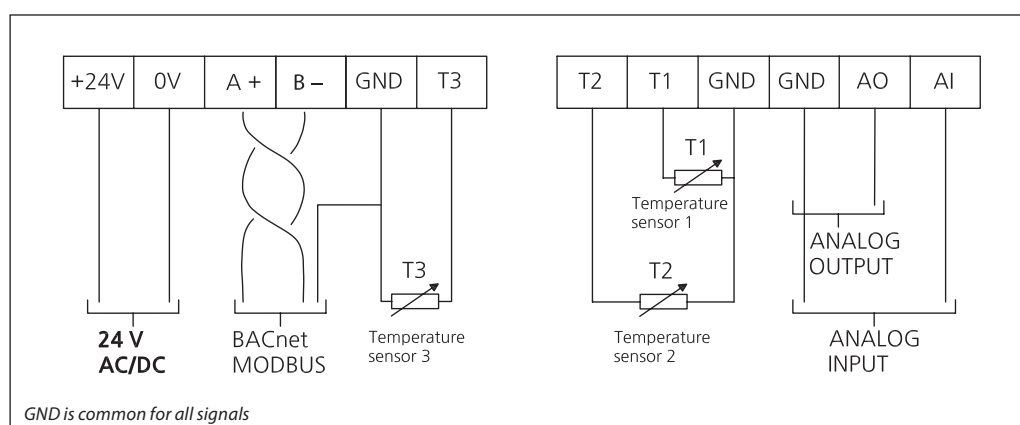 +24V 0V A + B – GND T3
T2 T1 GND GND AO AI
T1
Temperature
sensor 1
ANALOG
OUTPUT
T3
T2
24 V
AC/DC
BACnet
MODBUS
Temperature
sensor 3
Temperature
sensor 2
ANALOG
INPUT
GND is common for all signals